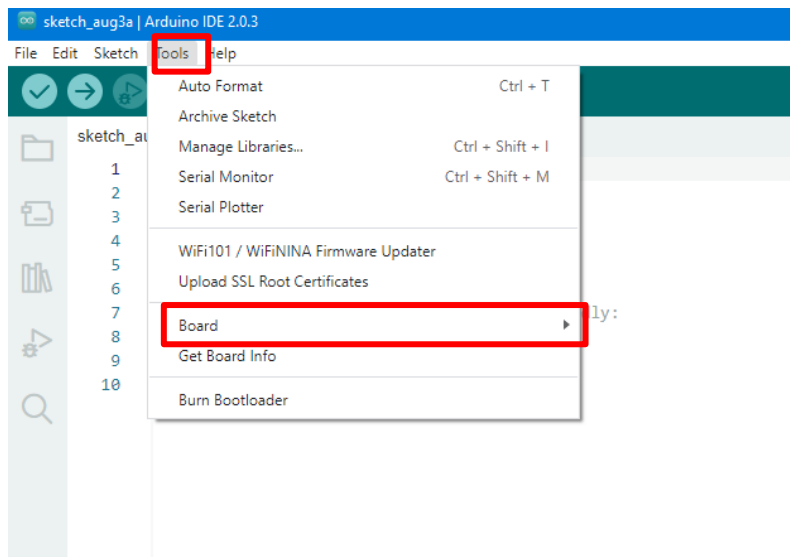 sketch_aug3a | Arduino IDE 2.0.3
File Edit Sketch Tools Help
Auto Format Ctrl + T
Archive Sketch
sketch_au
Manage Libraries... Ctrl + Shift + I
1
Serial Monitor Ctrl + Shift + M
2
Serial Plotter
3
4
WiFi101 / WiFiNINA Firmware Updater
5
Upload SSL Root Certificates
6
7
ly:
Board
8
Get Board Info
9
10
Burn Bootloader